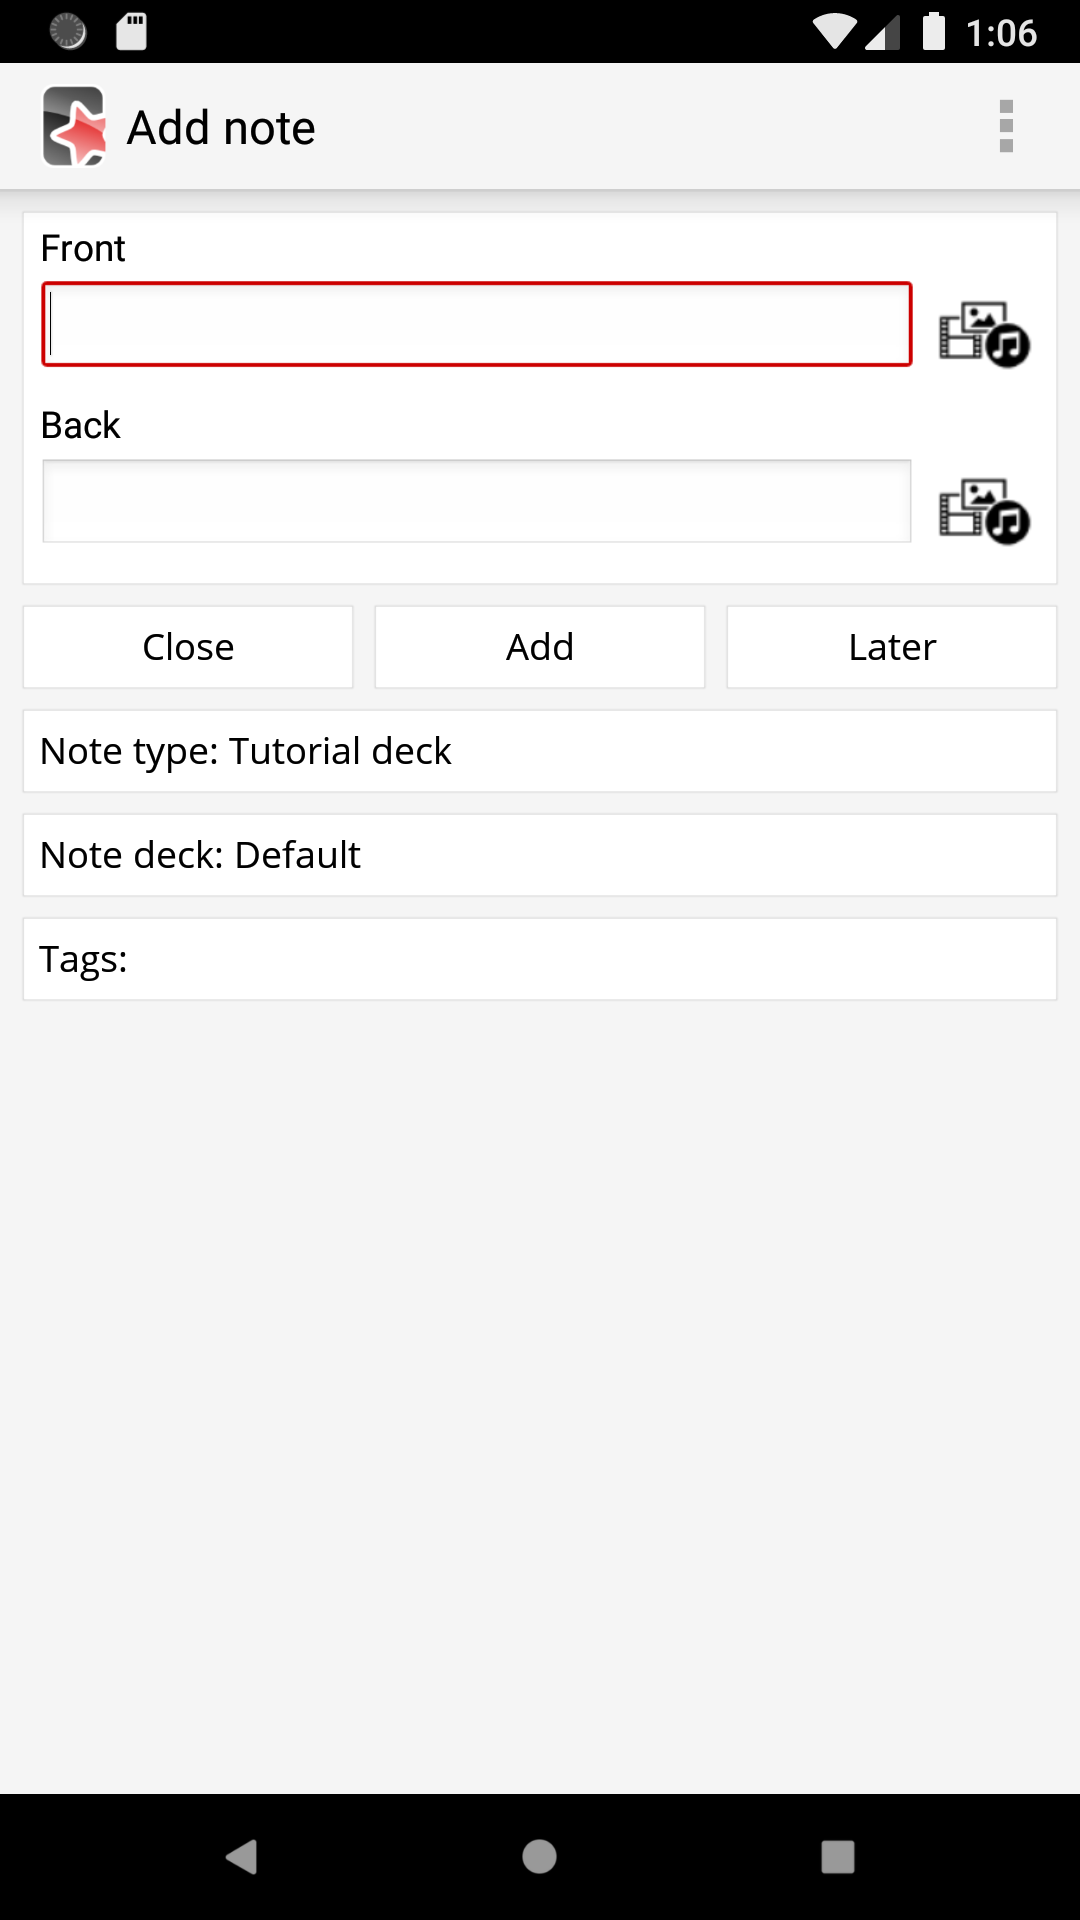 1:06
Add note
Front
Back
Close Add Later
Note type: Tutorial deck
Note deck: Default
Tags: